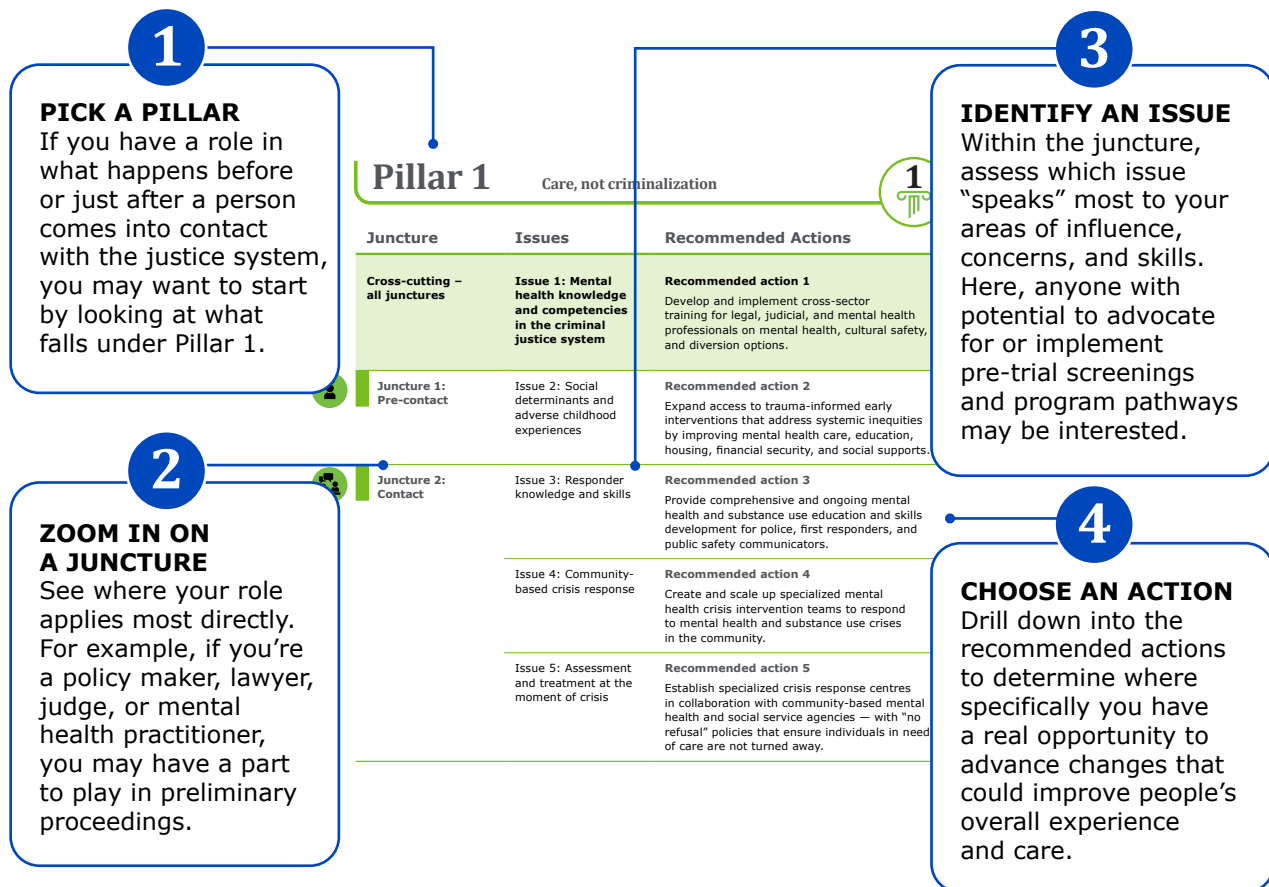 1
PICK A PILLAR
If you have a role in
what happens before
or just after a person
comes into contact
with the justice system,
you may want to start
by looking at what
falls under Pillar 1.
2
ZOOM IN ON
A JUNCTURE
See where your role
applies most directly.
For example, if you’re
a policy maker, lawyer,
judge, or mental
health practitioner,
you may have a part
to play in preliminary
proceedings.
Pillar 1
Care, not criminalization
1
Juncture
Issues
Recommended Actions
Cross-cutting –
all junctures
Issue 1: Mental
health knowledge
and competencies
in the criminal
justice system
Recommended action 1
Develop and implement cross-sector
training for legal, judicial, and mental health
professionals on mental health, cultural safety,
and diversion options.
Juncture 1:
Pre-contact
Issue 2: Social
determinants and
adverse childhood
experiences
Recommended action 2
Expand access to trauma-informed early
interventions that address systemic inequities
by improving mental health care, education,
housing, financial security, and social supports.
Juncture 2:
Contact
Issue 3: Responder
knowledge and skills
Recommended action 3
Provide comprehensive and ongoing mental
health and substance use education and skills
development for police, first responders, and
public safety communicators.
Issue 4: Community-
based crisis response
Recommended action 4
Create and scale up specialized mental
health crisis intervention teams to respond
to mental health and substance use crises
in the community.
Issue 5: Assessment
and treatment at the
moment of crisis
Recommended action 5
Establish specialized crisis response centres
in collaboration with community-based mental
health and social service agencies — with “no
refusal” policies that ensure individuals in need
of care are not turned away.
3
IDENTIFY AN ISSUE
Within the juncture,
assess which issue
“speaks” most to your
areas of influence,
concerns, and skills.
Here, anyone with
potential to advocate
for or implement
pre-trial screenings
and program pathways
may be interested.
4
CHOOSE AN ACTION
Drill down into the
recommended actions
to determine where
specifically you have
a real opportunity to
advance changes that
could improve people’s
overall experience
and care.